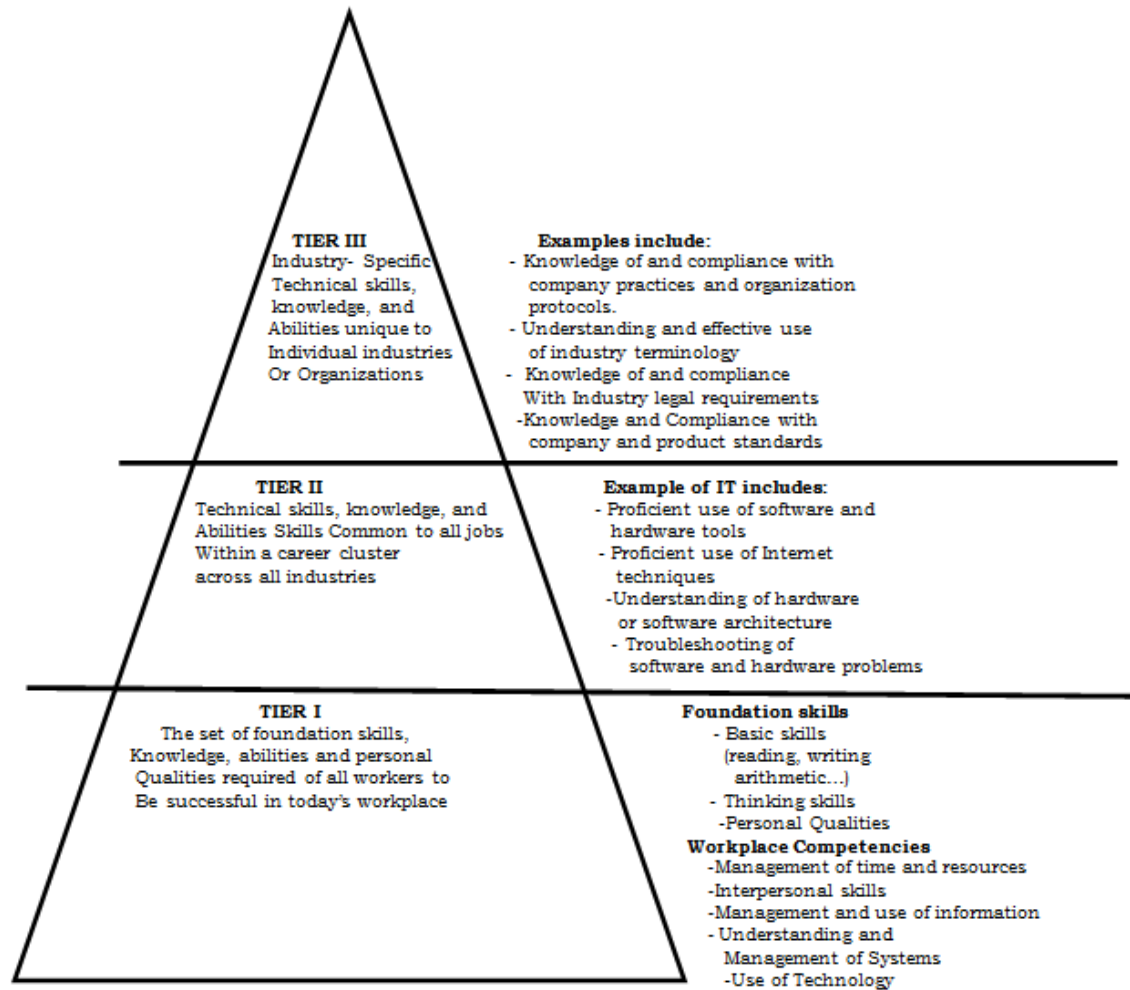 TIER III
Industry- Specific
Technical skills,
knowledge, and
Abilities unique to
Individual industries
Or Organizations
Examples include:
- Knowledge of and compliance with
company practices and organization
protocols.
- Understanding and effective use
of industry terminology
- Knowledge of and compliance
With Industry legal requirements
-Knowledge and Compliance with
company and product standards
TIER II
Technical skills, knowledge, and
Abilities Skills Common to all jobs
Within a career cluster
across all industries
Example of IT includes:
- Proficient use of software and
hardware tools
- Proficient use of Internet
techniques
-Understanding of hardware
or software architecture
- Troubleshooting of
software and hardware problems
TIER I
The set of foundation skills,
Knowledge, abilities and personal
Qualities required of all workers to
Be successful in today's workplace
Foundation skills
- Basic skills
(reading, writing
arithmetic...)
- Thinking skills
-Personal Qualities
Workplace Competencies
-Management of time and resources
-Interpersonal skills
-Management and use of information
- Understanding and
Management of Systems
-Use of Technology